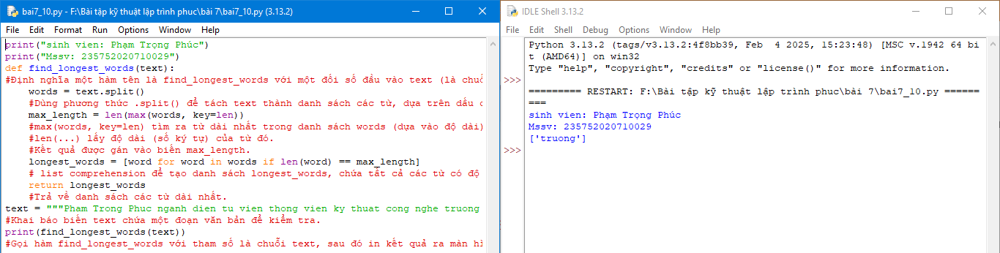 bai7_10.py - F:\Bài tập kỹ thuật lập trình phuc\bài 7\bai7_10.py (3.13.2)
File Edit Format Run Options Window Help
print("sinh vien: Phạm Trọng Phúc")
print("Mssv: 235752020710029")
def find_longest_words(text):
#Định nghĩa một hàm tên là find_longest_words với một đối số đầu vào text (là chuỗ
words = text.split()
#Dùng phương thức .split() để tách text thành danh sách các từ, dựa trên dấu
max_length = len(max(words, key=len))
#max(words, key=len) tìm ra từ dài nhất trong danh sách words (dựa vào độ dài)
#len(...) lấy độ dài (số ký tự) của từ đó.
#Kết quả được gán vào biến max_length.
longest_words = [word for word in words if len(word) == max_length]
# list comprehension để tạo danh sách longest_words, chứa tất cả các từ có độ
return longest_words
#Trả về danh sách các từ dài nhất.
text = """Pham Trong Phuc nganh dien tu vien thong vien ky thuat cong nghe truong
#Khai báo biến text chứa một đoạn văn bản để kiểm tra.
print(find_longest_words(text))
#Gọi hàm find_longest_words với tham số là chuỗi text, sau đó in kết quả ra màn hì
IDLE Shell 3.13.2
File Edit Shell Debug Options Window Help
Python 3.13.2 (tags/v3.13.2:4f8bb39, Feb 4 2025, 15:23:48) [MSC v.1942 64 bi
t (AMD64)] on win32
Type "help", "copyright", "credits" or "license()" for more information.
>>>
========= RESTART: F:\Bài tập kỹ thuật lập trình phuc\bài 7\bai7_10.py ======
===
sinh vien: Phạm Trọng Phúc
Mssv: 235752020710029
['truong']
>>>